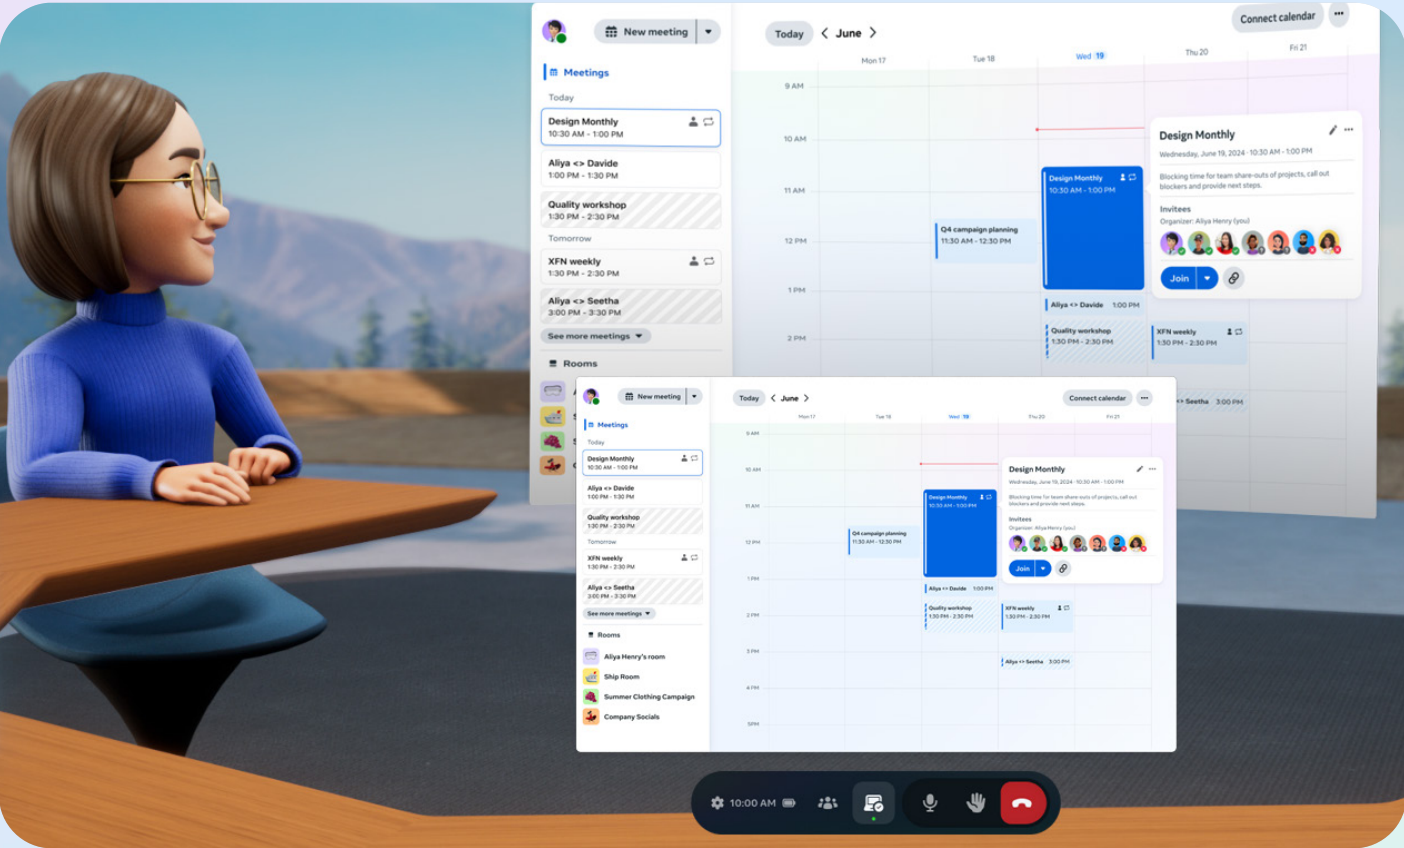 New meeting
Meetings
Today
Design Monthly
10:30 AM - 1:00 PM
Aliya <> Davide
1:00 PM - 1:30 PM
Quality workshop
1:30 PM - 2:30 PM
Tomorrow
XFN weekly
1:30 PM - 2:30 PM
Aliya <> Seetha
3:00 PM - 3:30 PM
See more meetings
Rooms
Today
June
Connect calendar
Mon 17
Tue 18
Wed 19
Thu 20
Fri 21
9 AM
10 AM
11 AM
12 PM
1 PM
2 PM
Q4 campaign planning
11:30 AM - 12:30 PM
Design Monthly
10:30 AM - 1:00 PM
Aliya <> Davide 1:00 PM
Quality workshop
1:30 PM - 2:30 PM
XFN weekly
1:30 PM - 2:30 PM
<> Seetha · 3:00 PM
Design Monthly
Wednesday, June 19, 2024 · 10:30 AM - 1:00 PM
Blocking time for team share-outs of projects, call out
blockers and provide next steps.
Invitees
Organizer: Aliya Henry (you)
Join
New meeting
Meetings
Today
Design Monthly
10:30 AM - 1:00 PM
Aliya <> Davide
1:00 PM - 1:30 PM
Quality workshop
1:30 PM - 2:30 PM
Tomorrow
XFN weekly
1:30 PM - 2:30 PM
Aliya <> Seetha
3:00 PM - 3:30 PM
See more meetings
Rooms
Aliya Henry's room
Ship Room
Summer Clothing Campaign
Company Socials
Today
June
Connect calendar
Mon 17
Tue 18
Wed 19
Thu 20
Fri 21
9 AM
10 AM
11 AM
12 PM
1 PM
2 PM
3 PM
4 PM
5 PM
Q4 campaign planning
11:30 AM - 12:30 PM
Design Monthly
10:30 AM - 1:00 PM
Aliya <> Davide 1:00 PM
Quality workshop
1:30 PM - 2:30 PM
XFN weekly
1:30 PM - 2:30 PM
Aliya <> Seetha 3:00 PM
Design Monthly
Wednesday, June 19, 2024 · 10:30 AM - 1:00 PM
Blocking time for team share-outs of projects, call out
blockers and provide next steps.
Invitees
Organizer: Aliya Henry (you)
Join
10:00 AM